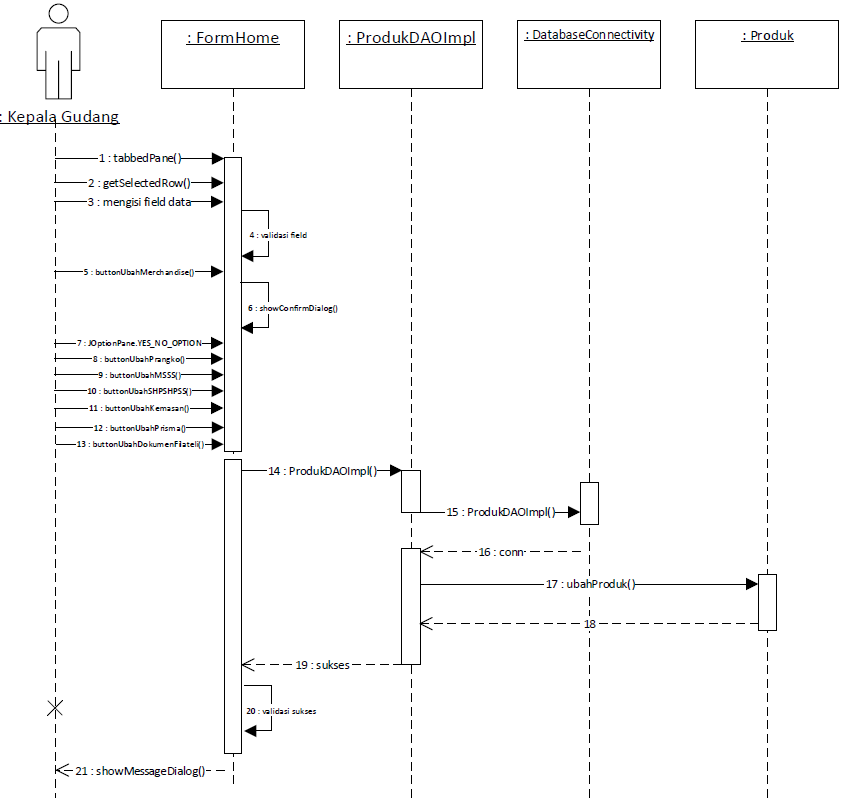 : FormHome
: ProdukDAOImpl
: DatabaseConnectivity
: Produk
: Kepala Gudang
1 : tabbedPane()
2 : getSelectedRow()
3 : mengisi field data
4 : validasi field
5 : buttonUbahMerchandise()
6 : showConfirmDialog()
7 : JOptionPane.YES_NO_OPTION
8 : buttonUbahPrangko()
9 : buttonUbahMSSS()
10 : buttonUbahSHPSHPSS()
11 : buttonUbahKemasan()
12 : buttonUbahPrisma()
13 : buttonUbahDokumenFilateli()
14 : ProdukDAOImpl()
15 : ProdukDAOImpl()
16 : conn
17 : ubahProduk()
18
19 : sukses
20 : validasi sukses
21 : showMessageDialog()